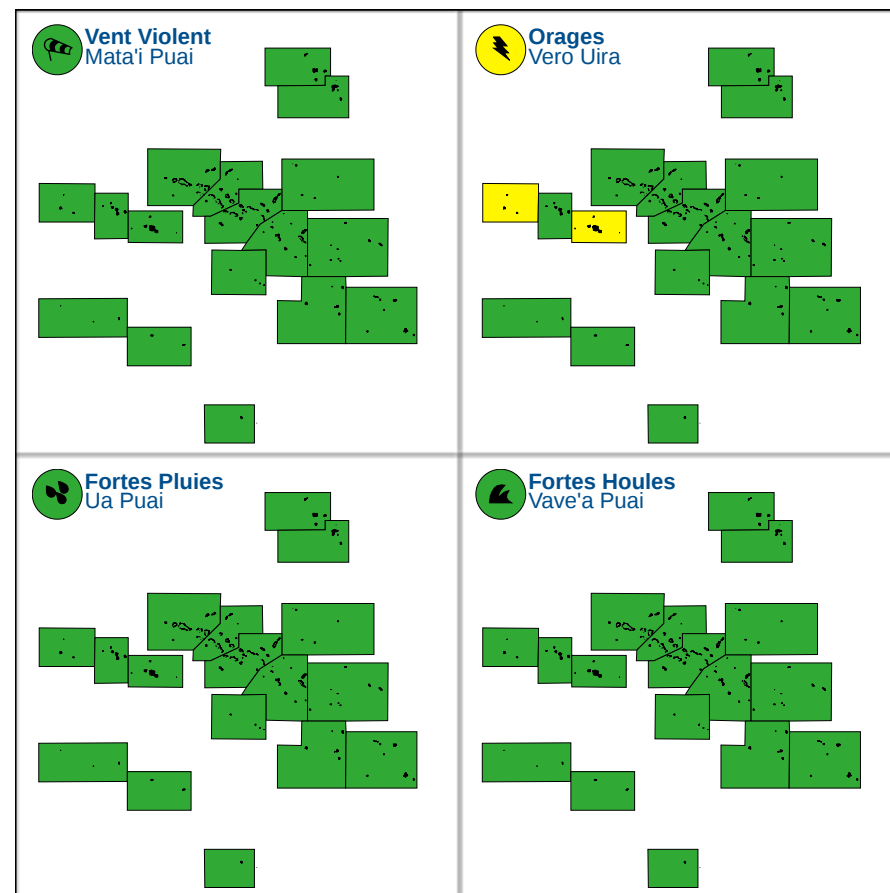 Vent Violent
Mata'i Puai
Orages
Vero Uira
Fortes Pluies
Ua Puai
Fortes Houles
Vave'a Puai